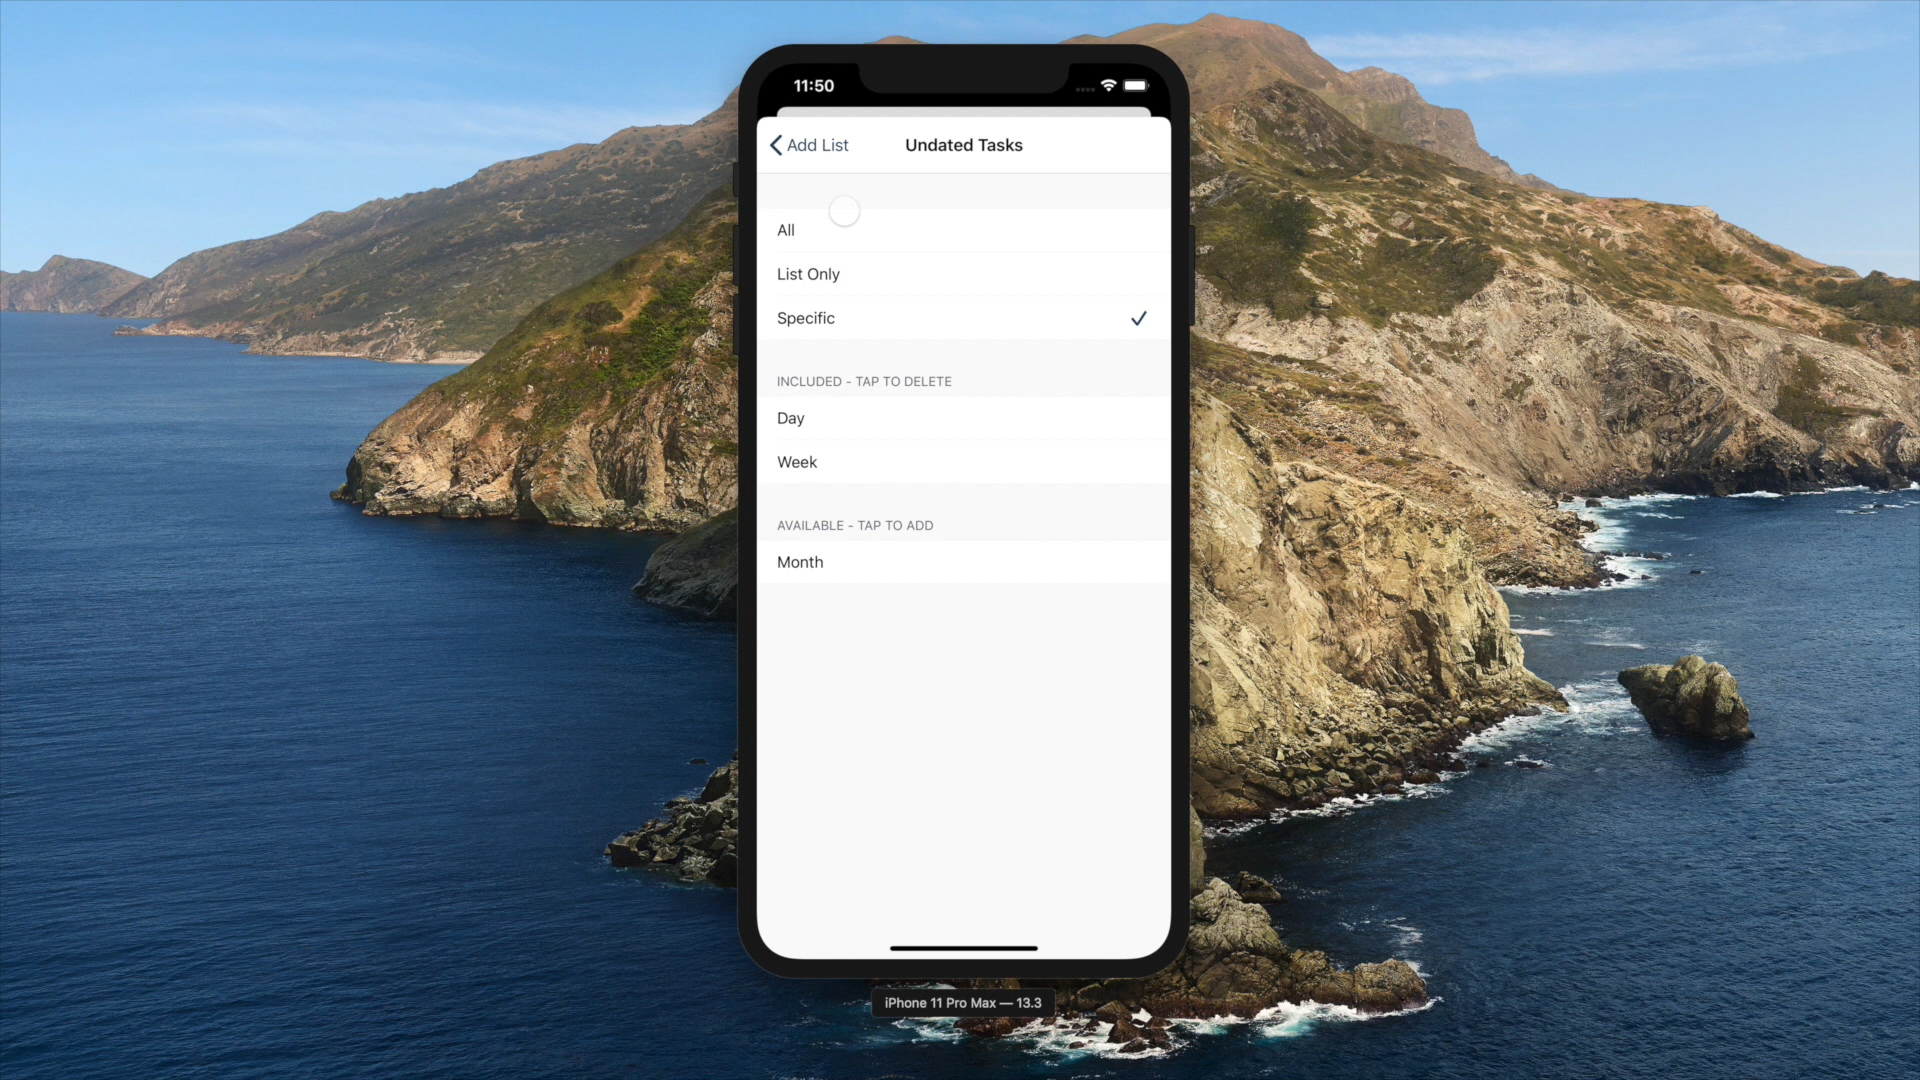 11:50
Add List
Undated Tasks
All
List Only
Specific
INCLUDED - TAP TO DELETE
Day
Week
AVAILABLE - TAP TO ADD
Month
iPhone 11 Pro Max — 13.3